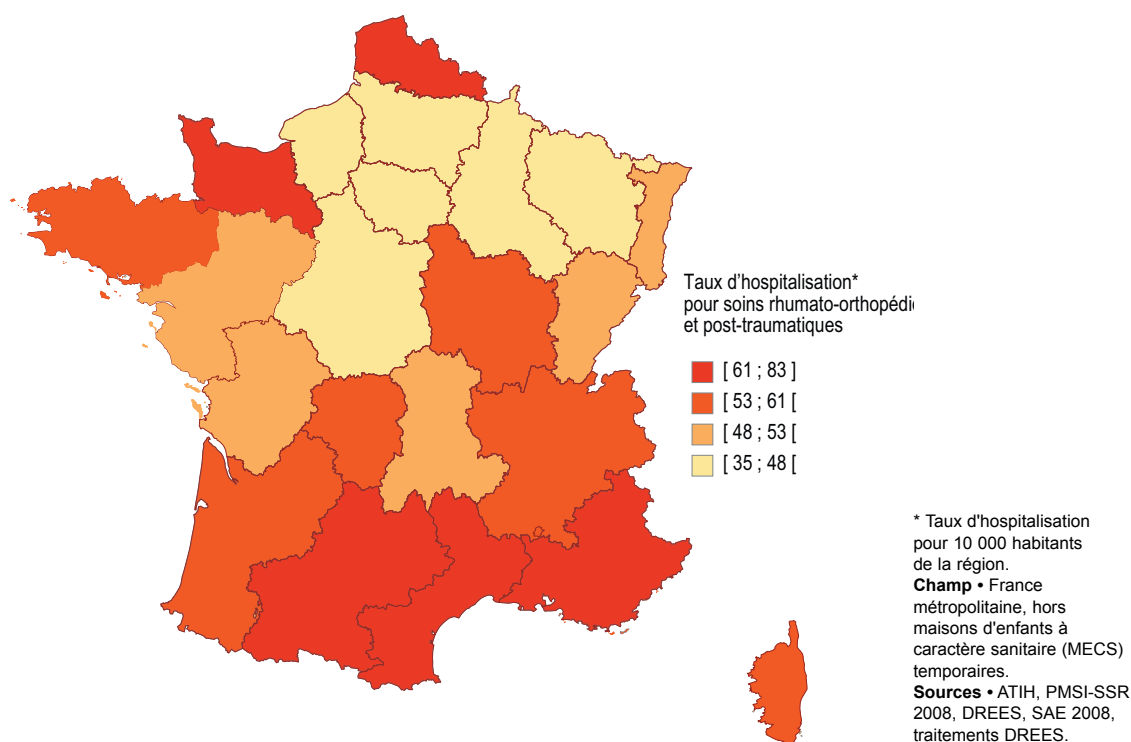 Taux d’hospitalisation*
pour soins rhumato-orthopédi
et post-traumatiques
[ 61 ; 83 ]
[ 53 ; 61 [
[ 48 ; 53 [
[ 35 ; 48 [
* Taux d'hospitalisation
pour 10 000 habitants
de la région.
Champ • France
métropolitaine, hors
maisons d'enfants à
caractère sanitaire (MECS)
temporaires.
Sources • ATIH, PMSI-SSR
2008, DREES, SAE 2008,
traitements DREES.